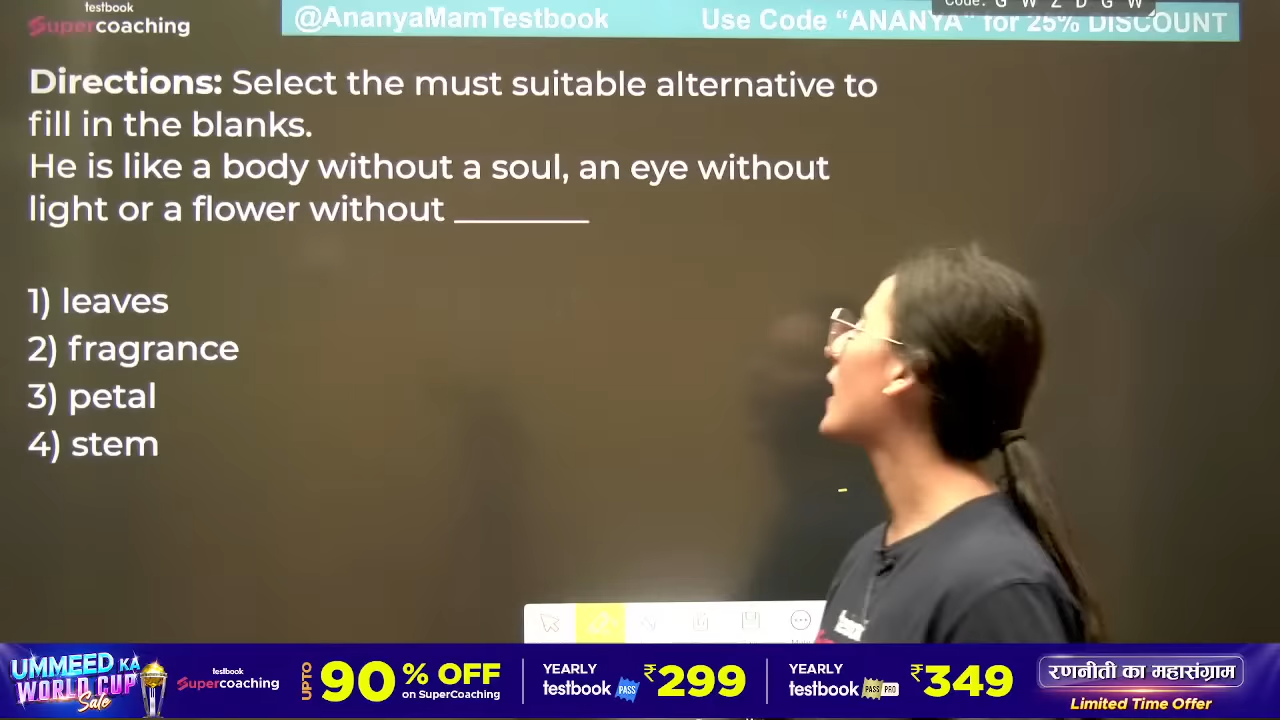 testbook
Supercoaching
@AnanyaMamTestbook
Use Code “ANANYA” for 25% DISCOUNT
Code: G W Z D G W
Directions: Select the must suitable alternative to
fill in the blanks.
He is like a body without a soul, an eye without
light or a flower without ________
1) leaves
2) fragrance
3) petal
4) stem
UMMEED KA
WORLD CUP
Sale
testbook
Supercoaching
UPTO 90% OFF
on SuperCoaching
YEARLY
testbook PASS
₹299
YEARLY
testbook PASS PRO
₹349
रणनीती का महासंग्राम
Limited Time Offer